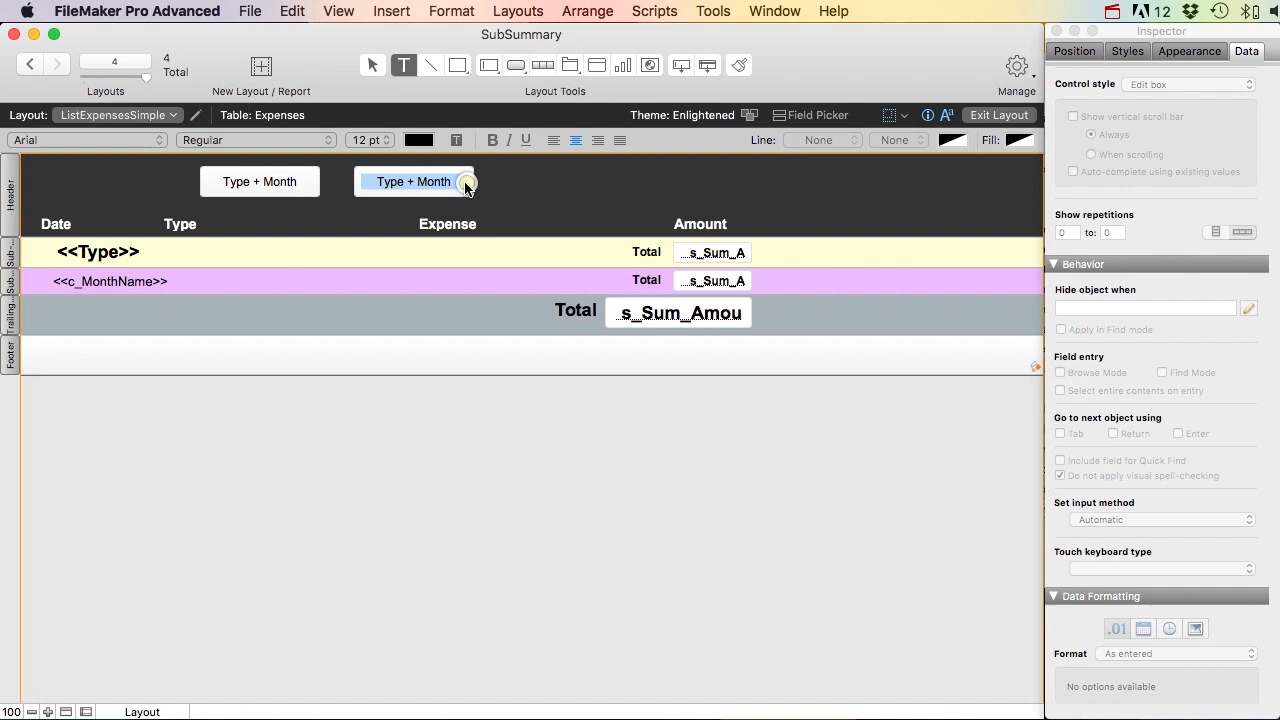 FileMaker Pro Advanced File Edit View Insert Format Layouts Arrange Scripts Tools Window Help 12
SubSummary
Inspector
Position Styles Appearance Data
4 4 Total
Layouts New Layout / Report Layout Tools Manage
Layout: ListExpensesSimple Table: Expenses Theme: Enlightened Field Picker Aª Exit Layout
Arial Regular 12 pt T B I U Line: None None Fill:
Header
Type + Month Type + Month
Date Type Expense Amount
Sub-... <<Type>> Total s_Sum_A
Sub... <<c_MonthName>> Total s_Sum_A
Trailing... Total s_Sum_Amou
Footer
100 Layout
Control style Edit box
Show vertical scroll bar
Always
When scrolling
Auto-complete using existing values
Show repetitions
0 to: 0
Behavior
Hide object when
Apply in Find mode
Field entry
Browse Mode Find Mode
Select entire contents on entry
Go to next object using
Tab Return Enter
Include field for Quick Find
Do not apply visual spell-checking
Set input method
Automatic
Touch keyboard type
Data Formatting
.01
Format As entered
No options available